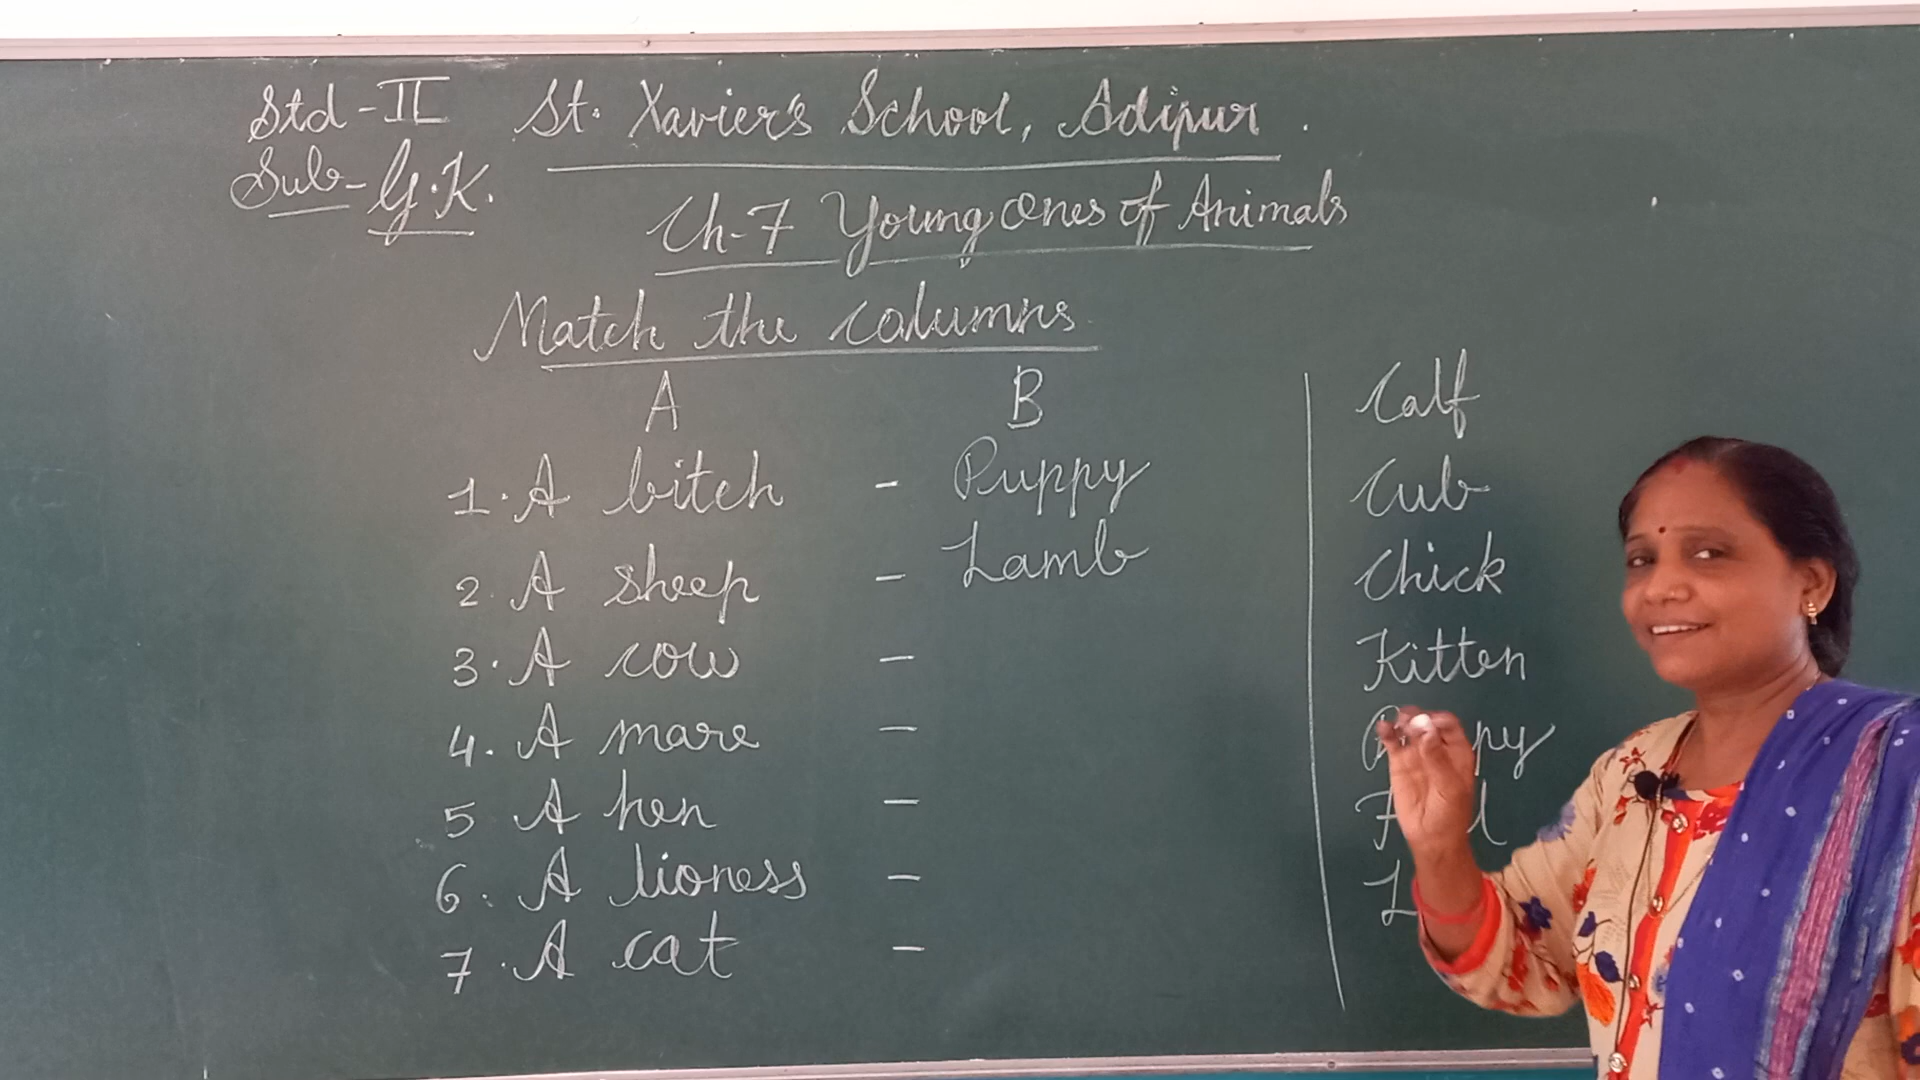 Std-II St. Xavier's School, Adipur.
Sub-G.K.
Ch-7 Young Ones of Animals
Match the columns
A B
1. A bitch - Puppy
2. A sheep - Lamb
3. A cow -
4. A mare -
5 A hen -
6. A lioness -
7. A cat -
Calf
Cub
Chick
Kitten